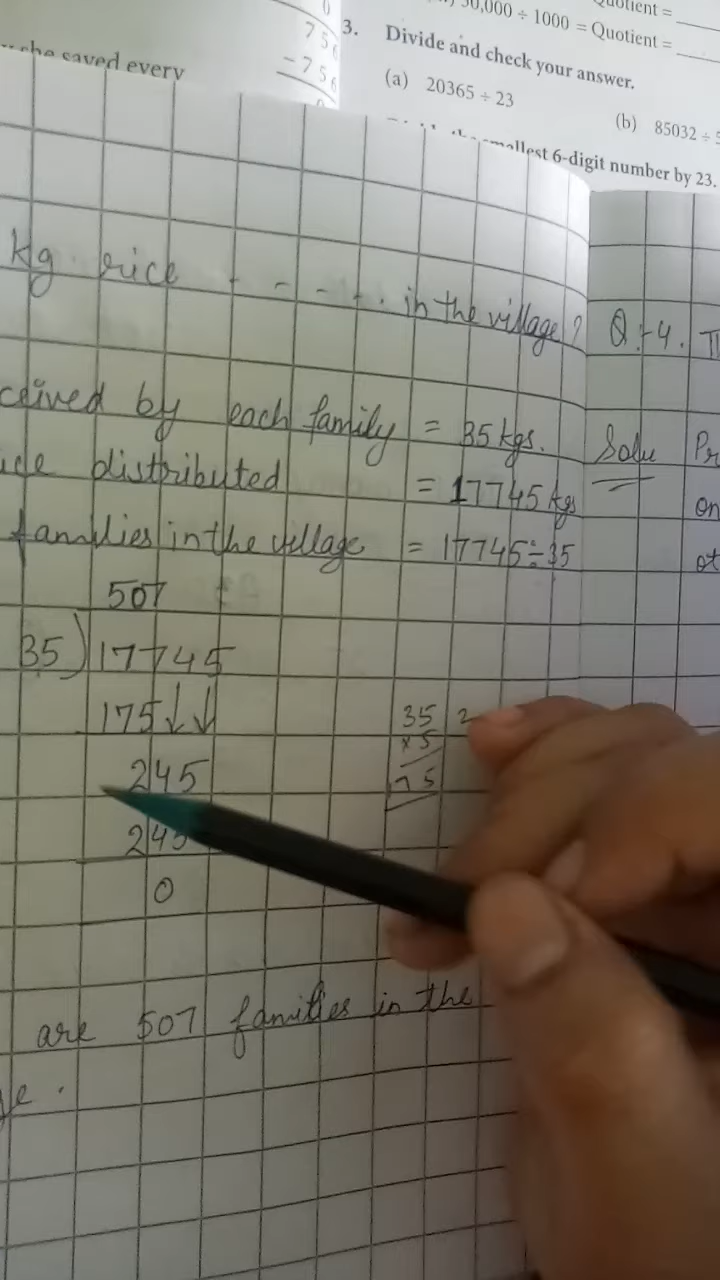 Quotient =
50,000 ÷ 1000 = Quotient =
3. Divide and check your answer.
she saved every
(a) 20365 ÷ 23
(b) 85032 ÷
smallest 6-digit number by 23.
kg rice - - - - . in the village?
ceived by each family = 35 kgs.
distributed = 17745 kgs
families in the village = 17745÷35
507
35) 17745
175↓↓
245
245
0
35
×5
75
are 507 families in the
Q:-4.
Solu